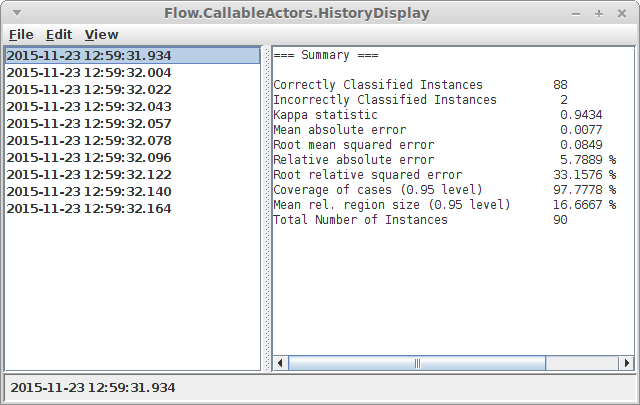 Flow.CallableActors.HistoryDisplay
File Edit View
2015-11-23 12:59:31.934
2015-11-23 12:59:32.004
2015-11-23 12:59:32.022
2015-11-23 12:59:32.043
2015-11-23 12:59:32.057
2015-11-23 12:59:32.078
2015-11-23 12:59:32.096
2015-11-23 12:59:32.122
2015-11-23 12:59:32.140
2015-11-23 12:59:32.164
=== Summary ===
Correctly Classified Instances 88
Incorrectly Classified Instances 2
Kappa statistic 0.9434
Mean absolute error 0.0077
Root mean squared error 0.0849
Relative absolute error 5.7889 %
Root relative squared error 33.1576 %
Coverage of cases (0.95 level) 97.7778 %
Mean rel. region size (0.95 level) 16.6667 %
Total Number of Instances 90
2015-11-23 12:59:31.934